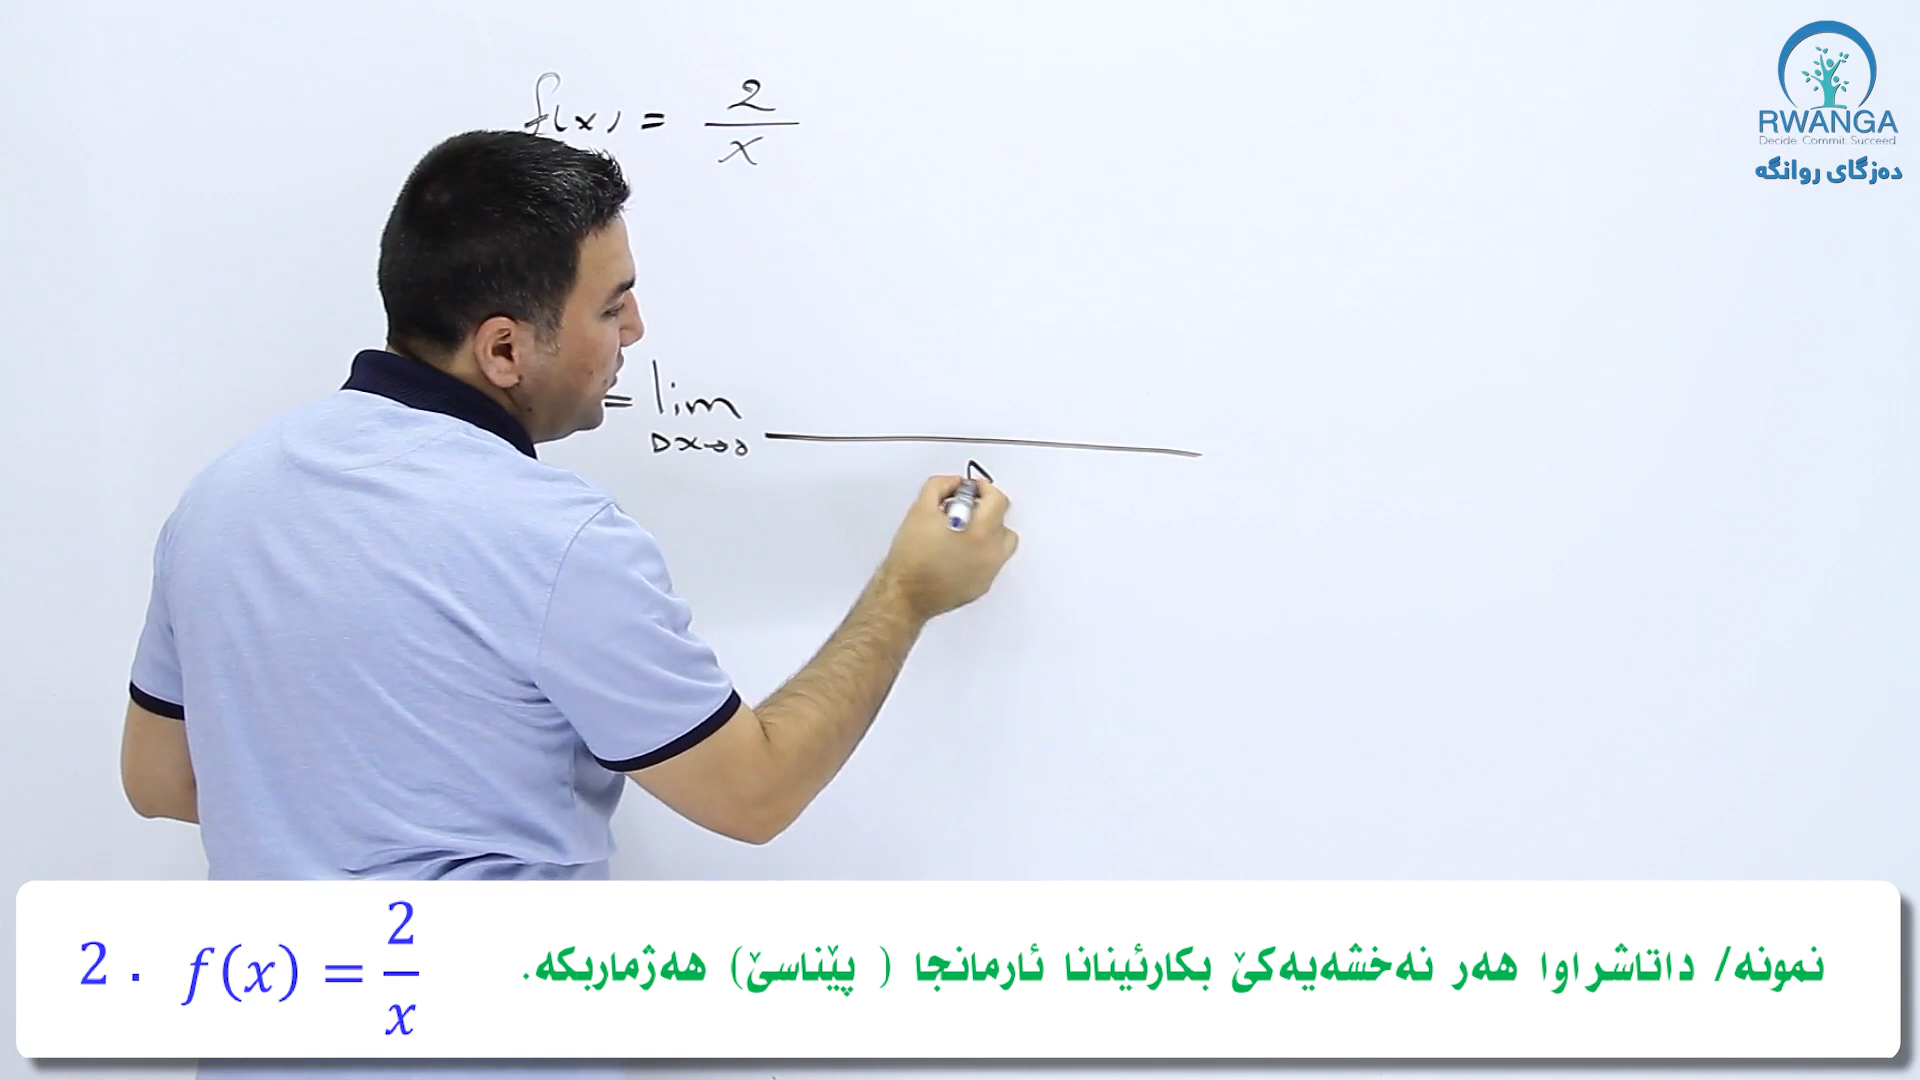 f(x) = 2/x
RWANGA
Decide. Commit. Succeed
دەزگای روانگە
= lim
Δx→0
Δ
2 . f(x) = 2/x
نمونە/ داتاشراوا هەر نەخشەیەکێ بکارئینانا ئارمانجا ( پێناسێ) هەژماربکە.